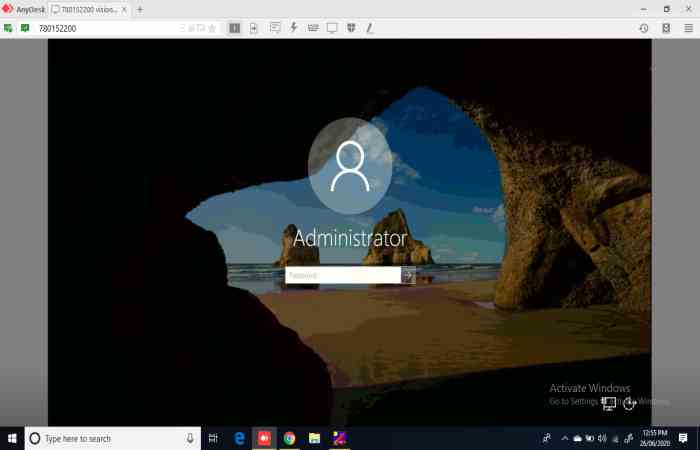 AnyDesk
780152200 vision...
780152200
Administrator
Password
Activate Windows
Go to Settings to activate Windows.
Type here to search
12:55 PM
26/06/2020